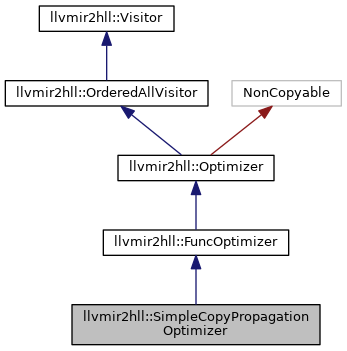 llvmir2hll::Visitor
llvmir2hll::OrderedAllVisitor
NonCopyable
llvmir2hll::Optimizer
llvmir2hll::FuncOptimizer
llvmir2hll::SimpleCopyPropagation
Optimizer